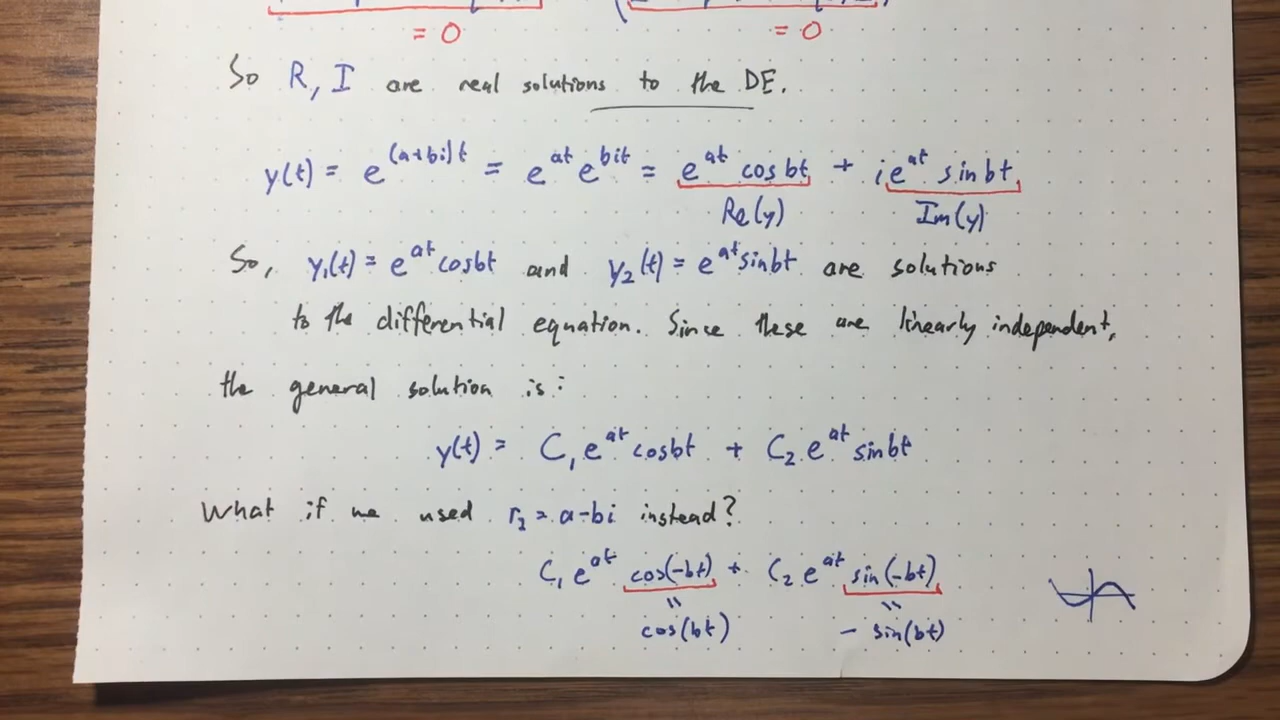 = 0 = 0
So R, I are real solutions to the DE.
y(t) = e^{(a+bi)t} = e^{at} e^{bit} = e^{at} cos bt + i e^{at} sin bt
Re(y) Im(y)
So, y₁(t) = e^{at} cosbt and y₂(t) = e^{at} sinbt are solutions
to the differential equation. Since these are linearly independent,
the general solution is:
y(t) = C₁ e^{at} cosbt + C₂ e^{at} sinbt
What if we used r₂ = a-bi instead?
C₁ e^{at} cos(-bt) + C₂ e^{at} sin(-bt)
= =
cos(bt) - sin(bt)